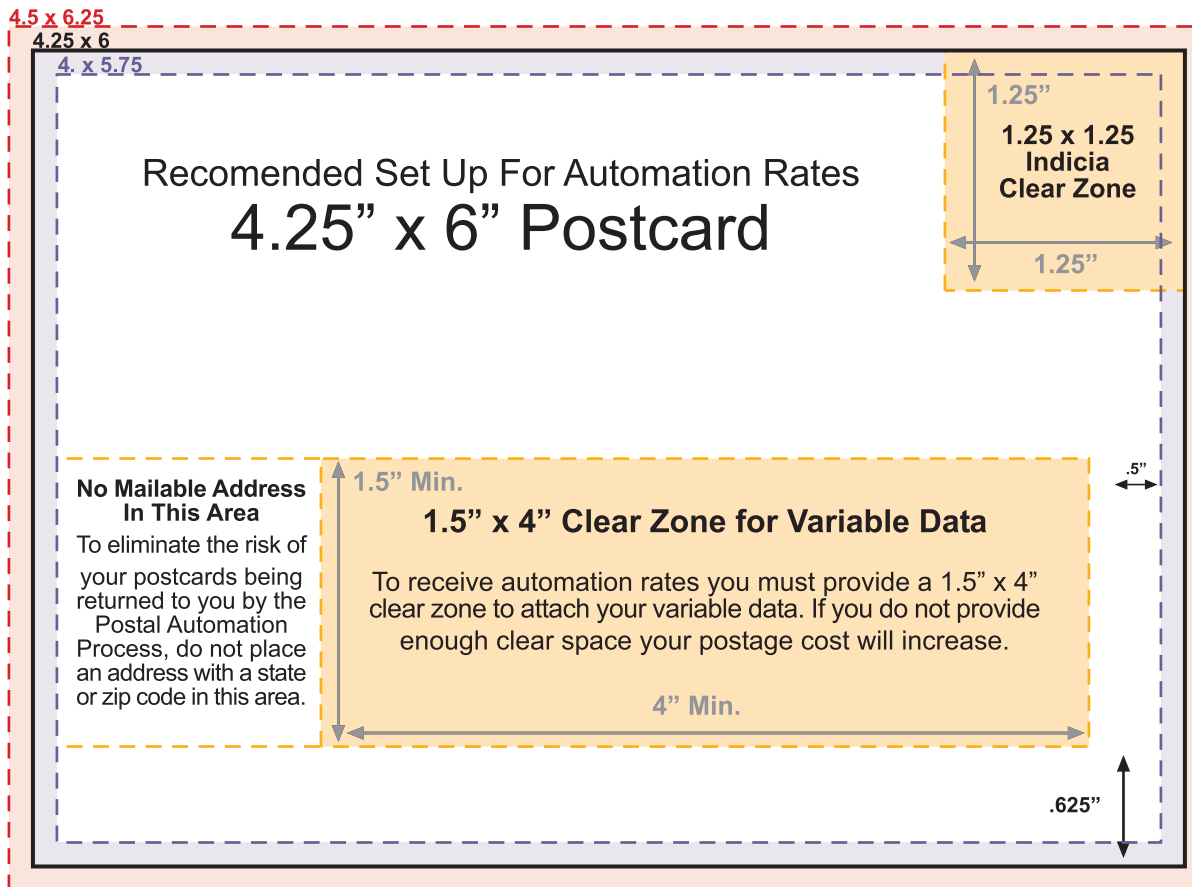 4.5 x 6.25
4.25 x 6
4. x 5.75
1.25”
1.25 x 1.25
Indicia
Clear Zone
1.25”
Recomended Set Up For Automation Rates
4.25” x 6” Postcard
No Mailable Address
In This Area
To eliminate the risk of
your postcards being
returned to you by the
Postal Automation
Process, do not place
an address with a state
or zip code in this area.
1.5” Min.
1.5” x 4” Clear Zone for Variable Data
To receive automation rates you must provide a 1.5” x 4”
clear zone to attach your variable data. If you do not provide
enough clear space your postage cost will increase.
4” Min.
.5”
.625”